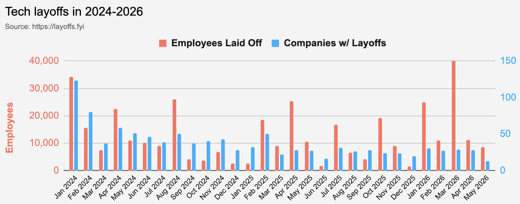 Tech layoffs in 2024-2026
Source: https://layoffs.fyi
Employees Laid Off
Companies w/ Layoffs
40,000
30,000
20,000
10,000
0
Employees
150
100
50
0
Jan 2024
Feb 2024
Mar 2024
Apr 2024
May 2024
Jun 2024
Jul 2024
Aug 2024
Sep 2024
Oct 2024
Nov 2024
Dec 2024
Jan 2025
Feb 2025
Mar 2025
Apr 2025
May 2025
Jun 2025
Jul 2025
Aug 2025
Sep 2025
Oct 2025
Nov 2025
Dec 2025
Jan 2026
Feb 2026
Mar 2026
Apr 2026
May 2026